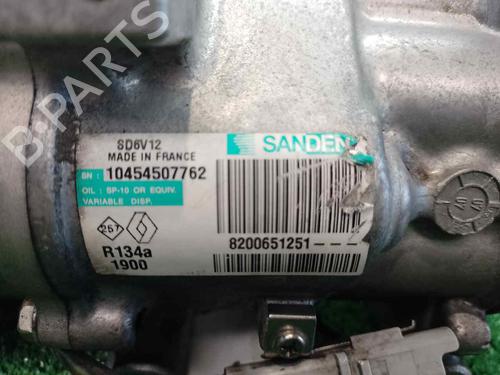 SD6V12
MADE IN FRANCE
SANDEN
SN : 10454507762
OIL : SP-10 OR EQUIV.
VARIABLE DISP.
257
R134a
1900
8200651251---
B-PARTS